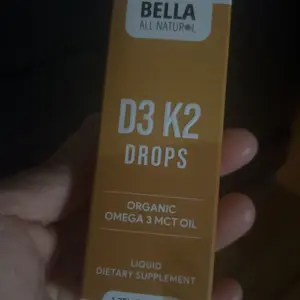 BELLA
ALL NATURAL
D3 K2
DROPS
ORGANIC
OMEGA 3 MCT OIL
LIQUID
DIETARY SUPPLEMENT